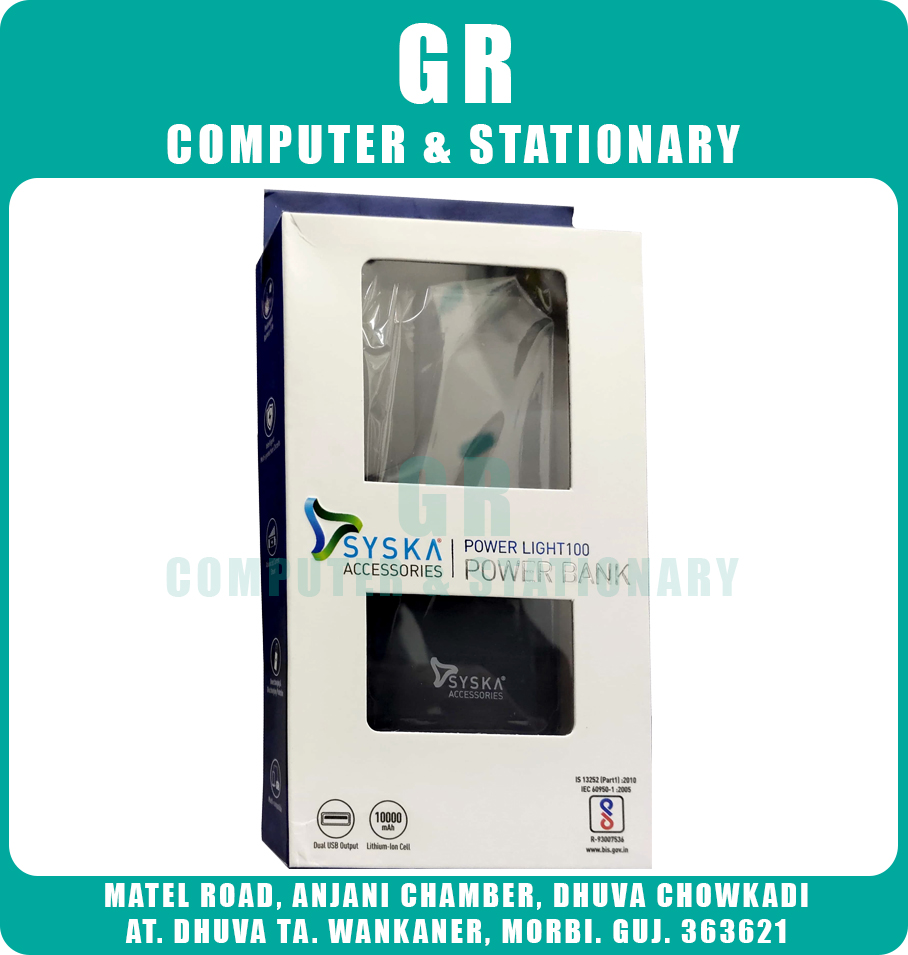 GR
COMPUTER & STATIONARY
GR
SYSKA
ACCESSORIES
POWER LIGHT100
POWER BANK
COMPUTER & STATIONARY
SYSKA
ACCESSORIES
IS 13252 (Part1) :2010
IEC 60950-1 :2005
10000
mAh
Dual USB Output
Lithium-Ion Cell
R-93007536
www.bis.gov.in
MATEL ROAD, ANJANI CHAMBER, DHUVA CHOWKADI
AT. DHUVA TA. WANKANER, MORBI. GUJ. 363621